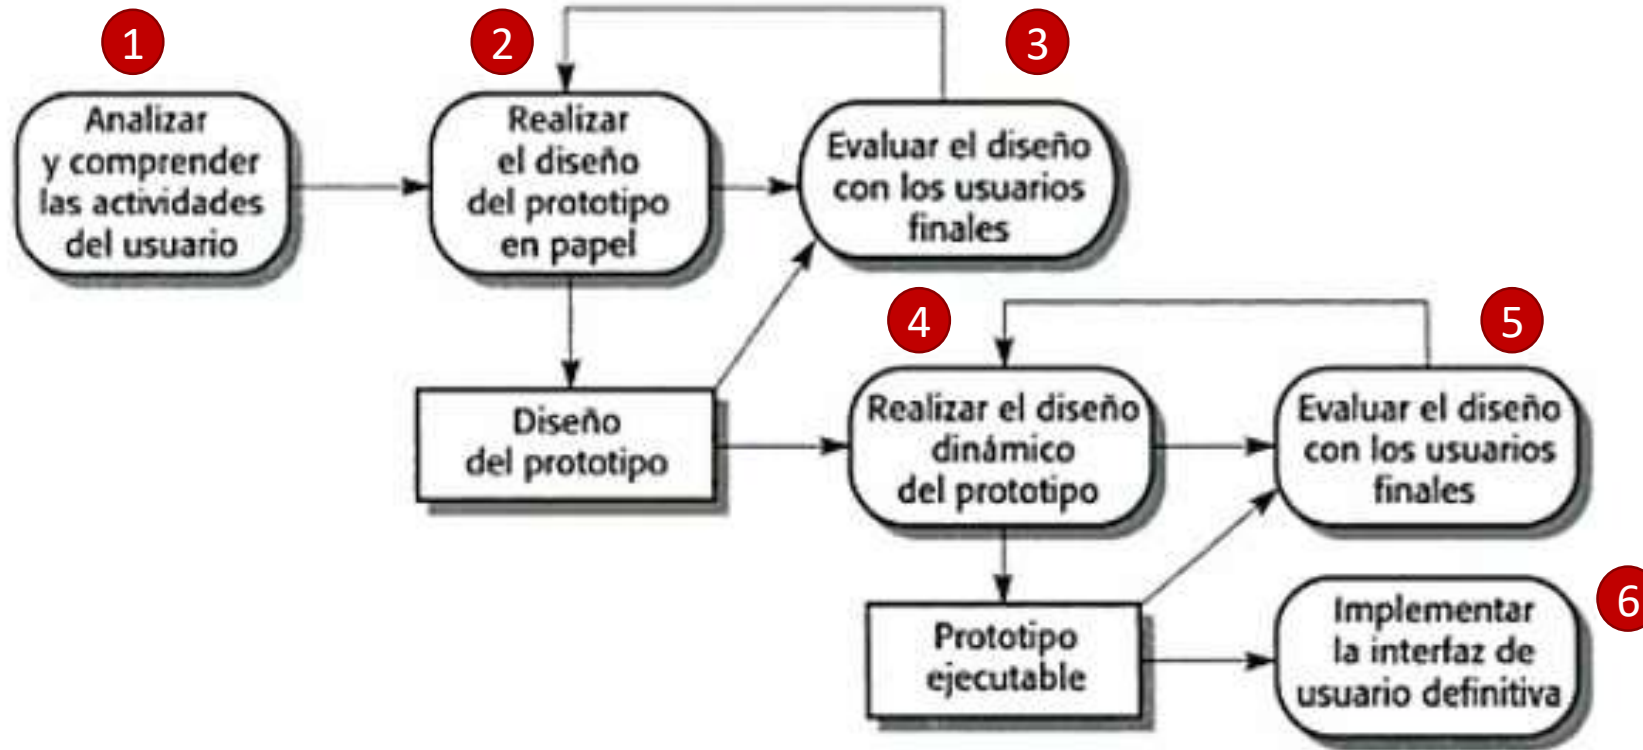 1
Analizar
y comprender
las actividades
del usuario
2
Realizar
el diseño
del prototipo
en papel
3
Evaluar el diseño
con los usuarios
finales
Diseño
del prototipo
4
Realizar el diseño
dinámico
del prototipo
5
Evaluar el diseño
con los usuarios
finales
Prototipo
ejecutable
6
Implementar
la interfaz de
usuario definitiva